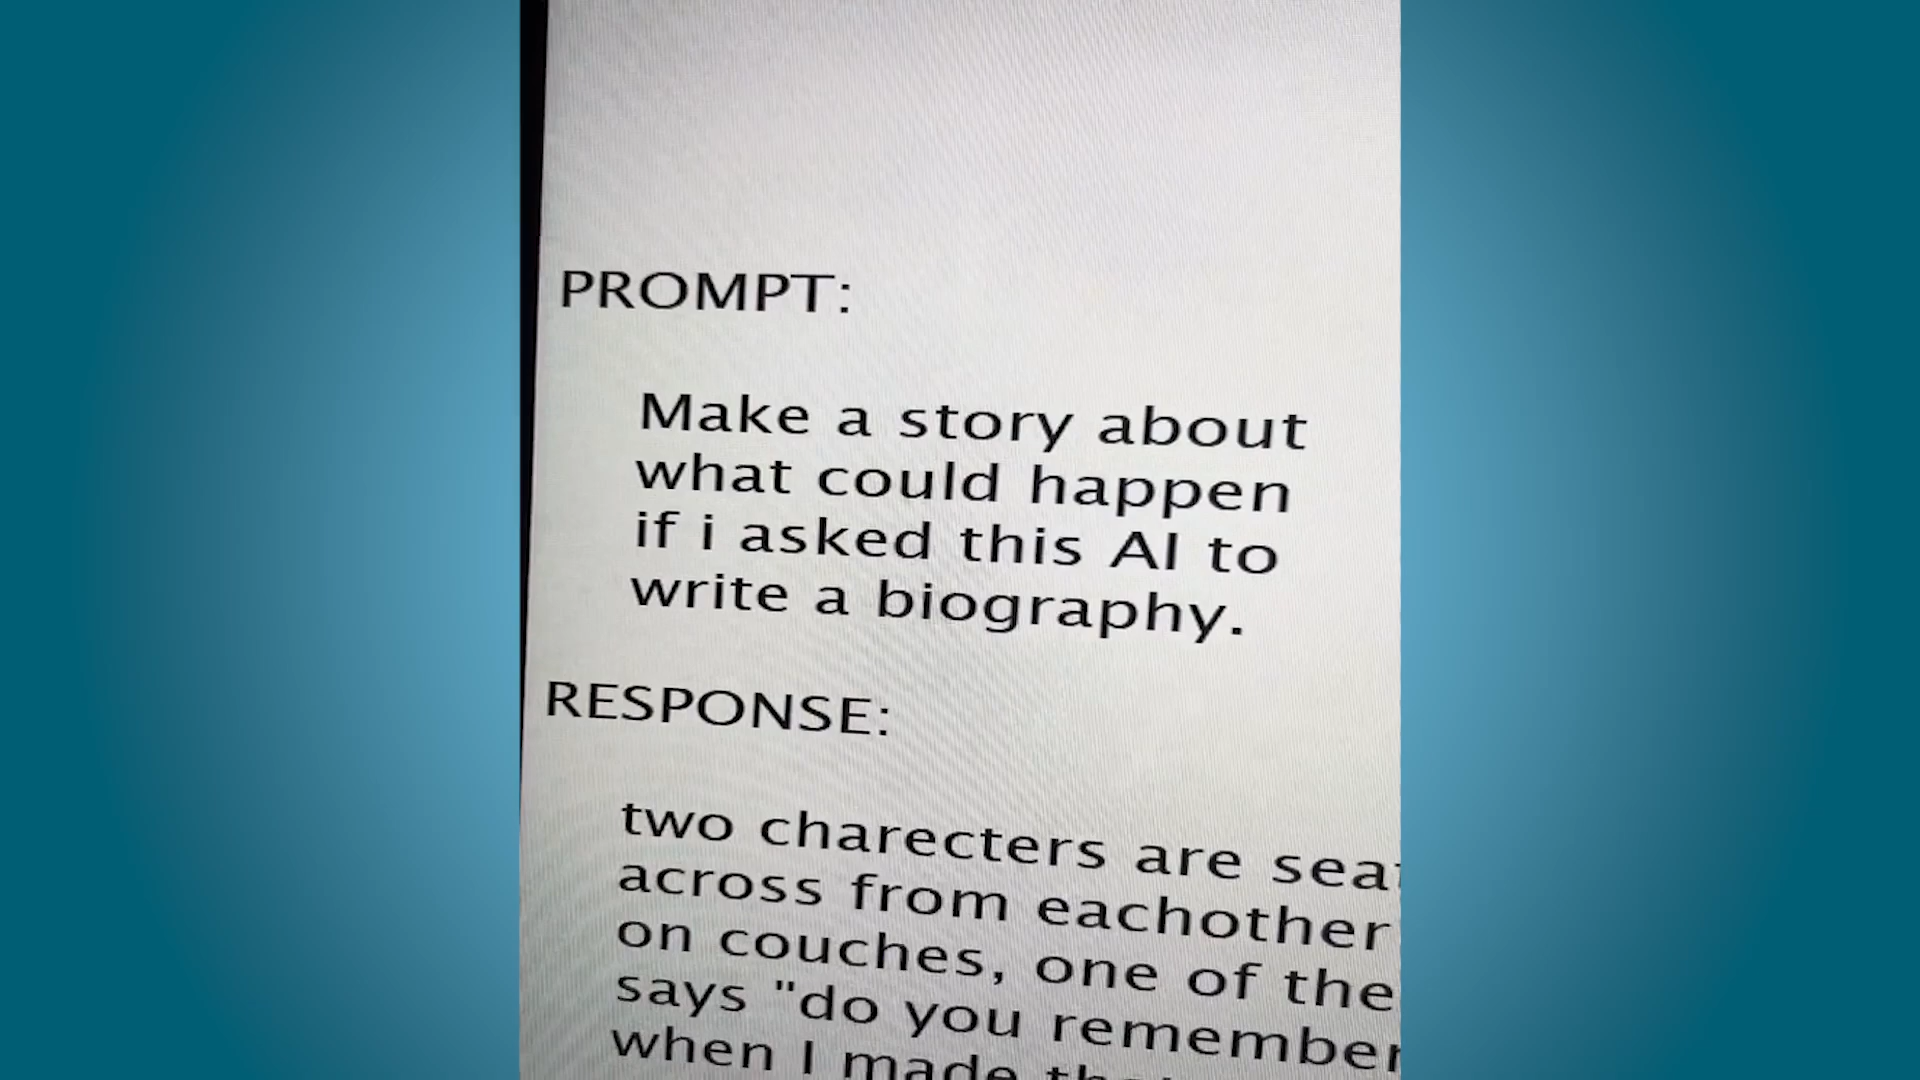 PROMPT:
Make a story about
what could happen
if i asked this AI to
write a biography.
RESPONSE:
two charecters are
across from eachother
on couches, one of the
says "do you remember
when I made